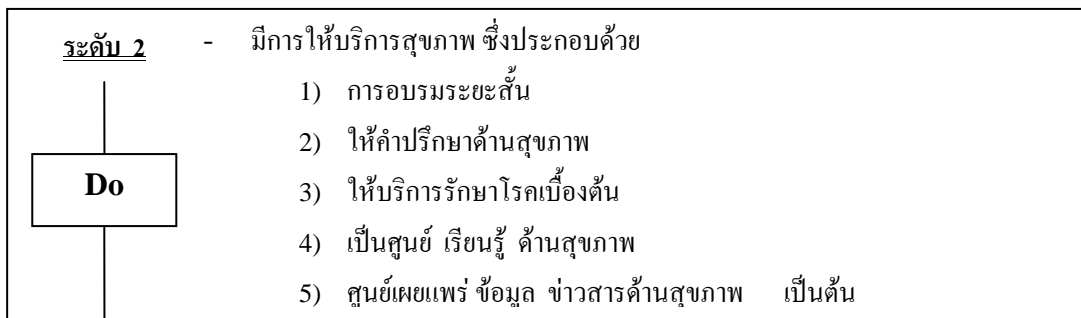 ระดับ 2 - มีการให้บริการสุขภาพ ซึ่งประกอบด้วย
1) การอบรมระยะสั้น
2) ให้คำปรึกษาด้านสุขภาพ
Do
3) ให้บริการรักษาโรคเบื้องต้น
4) เป็นศูนย์ เรียนรู้ ด้านสุขภาพ
5) ศูนย์เผยแพร่ ข้อมูล ข่าวสารด้านสุขภาพ เป็นต้น